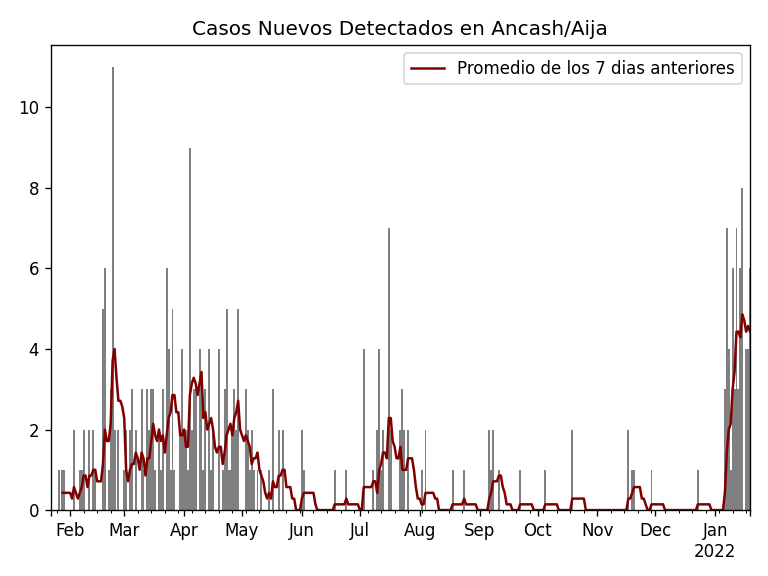 Casos Nuevos Detectados en Ancash/Aija
Promedio de los 7 dias anteriores
10
8
6
4
2
0
Feb Mar Apr May Jun Jul Aug Sep Oct Nov Dec Jan
2022